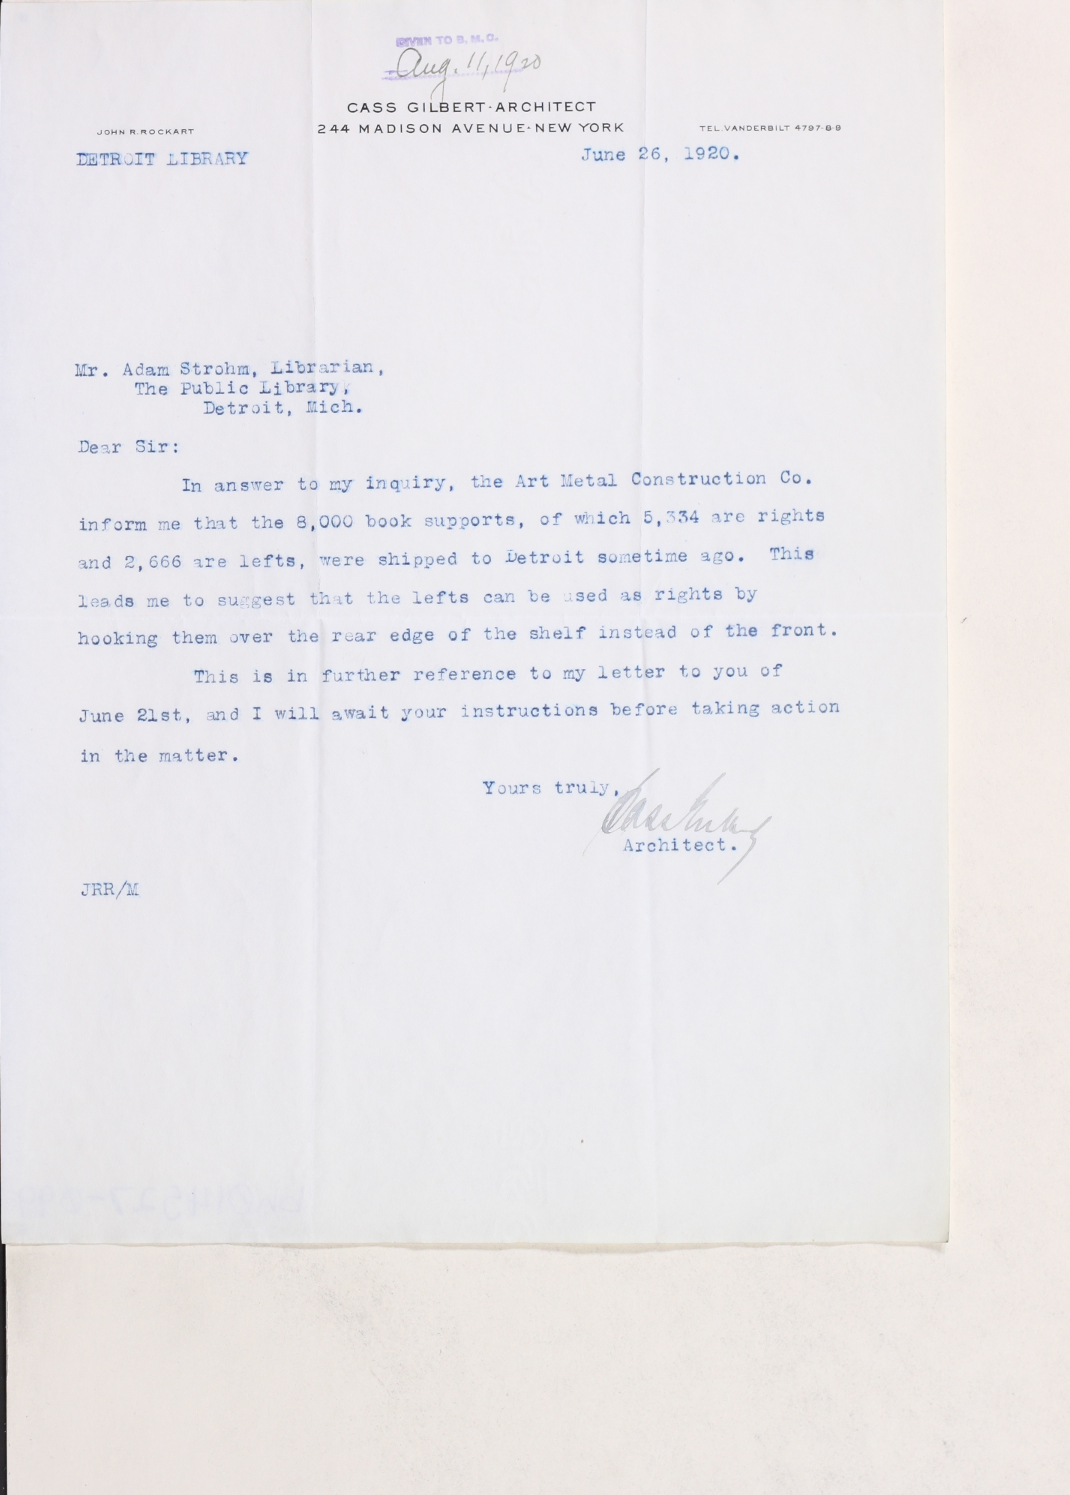 GIVEN TO B. M. C.
Aug. 11, 1920
CASS GILBERT·ARCHITECT
JOHN R. ROCKART
244 MADISON AVENUE·NEW YORK
TEL. VANDERBILT 4797-8-9
DETROIT LIBRARY
June 26, 1920.
Mr. Adam Strohm, Librarian,
The Public Library,
Detroit, Mich.
Dear Sir:
In answer to my inquiry, the Art Metal Construction Co.
inform me that the 8,000 book supports, of which 5,334 are rights
and 2,666 are lefts, were shipped to Detroit sometime ago. This
leads me to suggest that the lefts can be used as rights by
hooking them over the rear edge of the shelf instead of the front.
This is in further reference to my letter to you of
June 21st, and I will await your instructions before taking action
in the matter.
Yours truly,
Cass Gilbert
Architect.
JRR/M